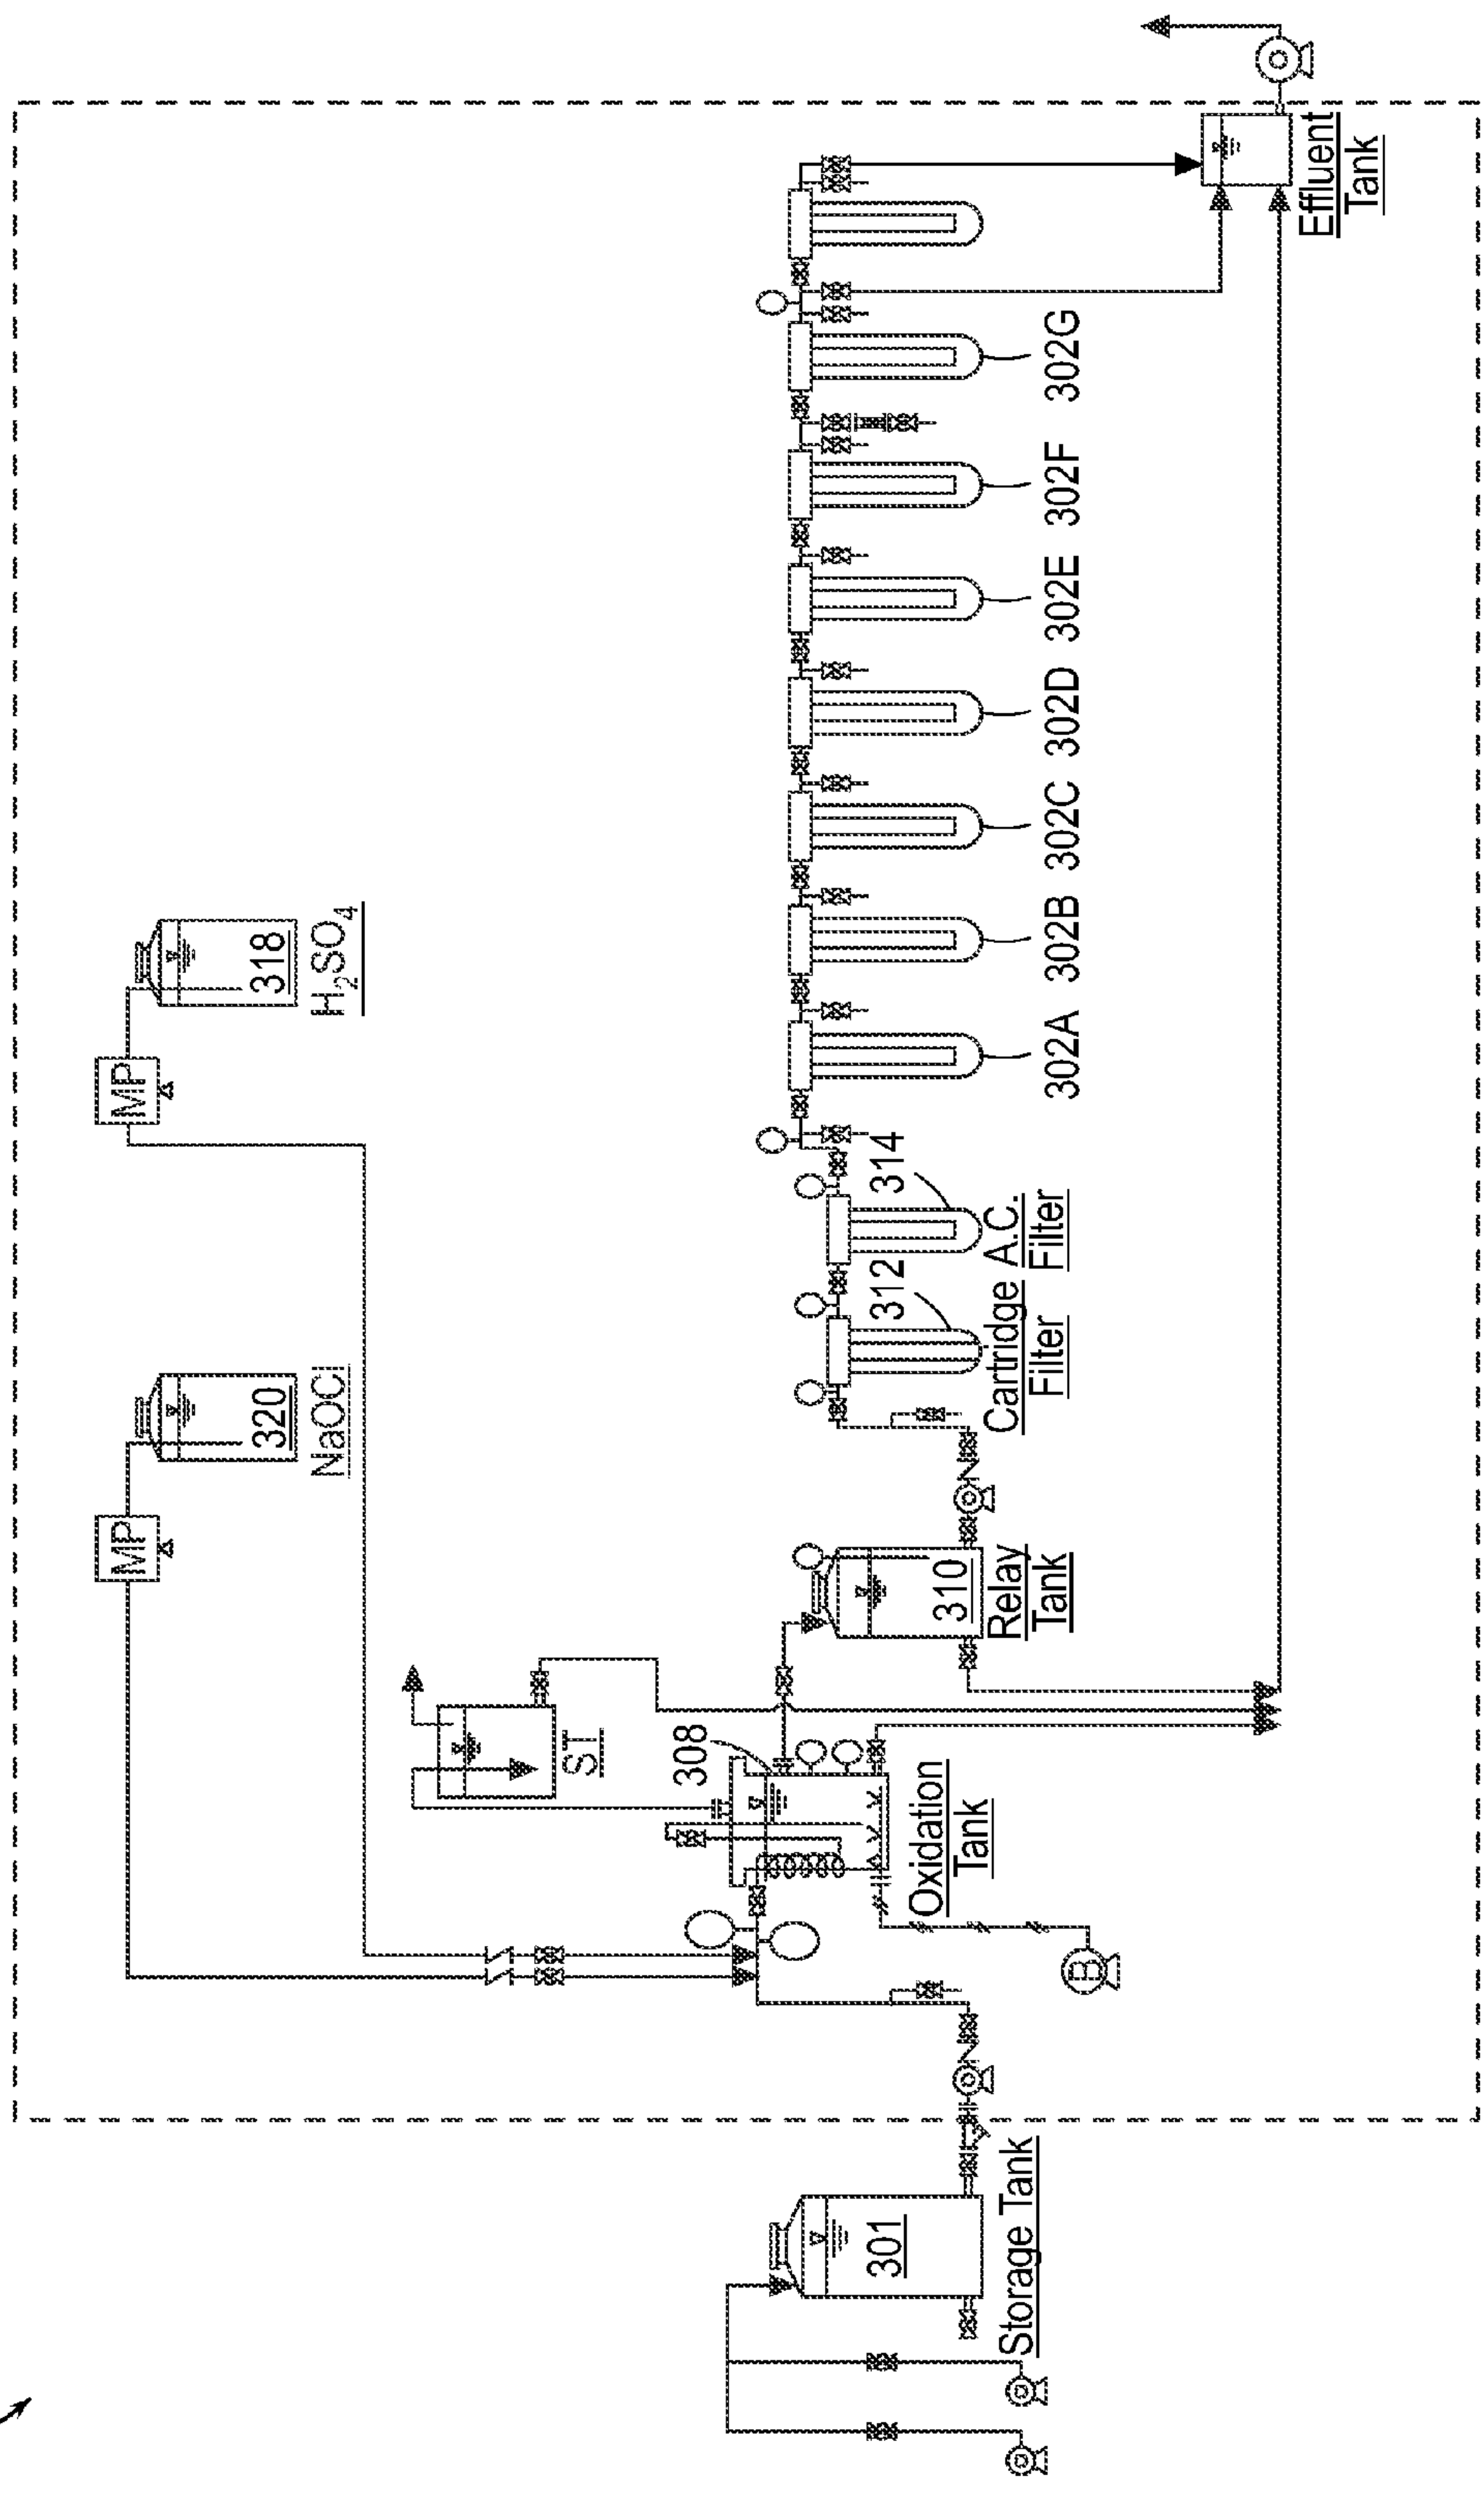 MP
318
H₂SO₄
MP
320
NaOCl
ST
308
Oxidation
Tank
B
301
Storage Tank
310
Relay
Tank
312
Cartridge
Filter
314
A.C.
Filter
302A
302B
302C
302D
302E
302F
302G
Effluent
Tank